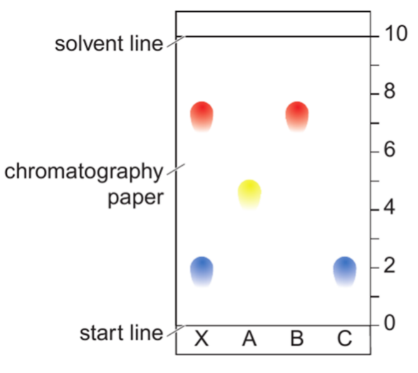 solvent line
10
8
chromatography
paper
6
4
2
start line
0
X A B C